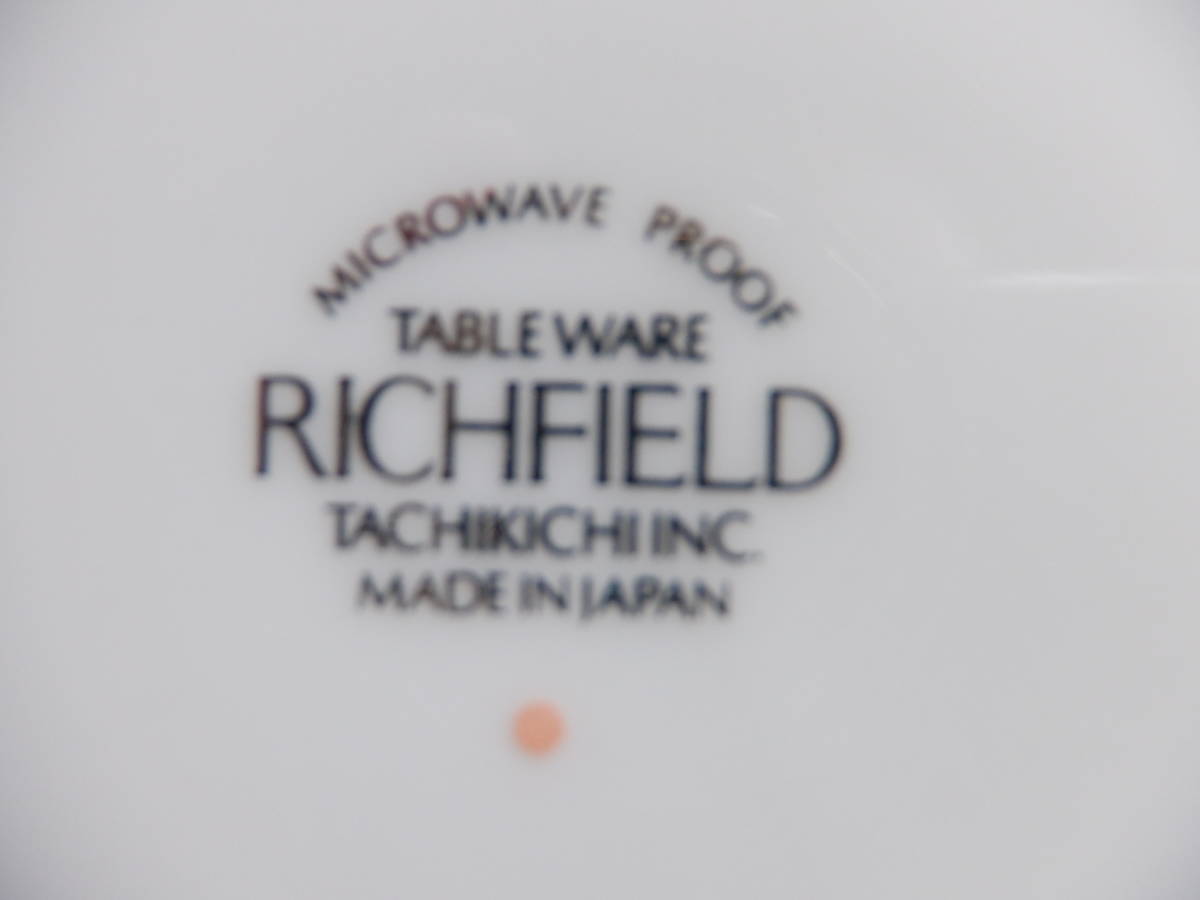 MICROWAVE PROOF
TABLE WARE
RICHFIELD
TACHIKICHI INC.
MADE IN JAPAN